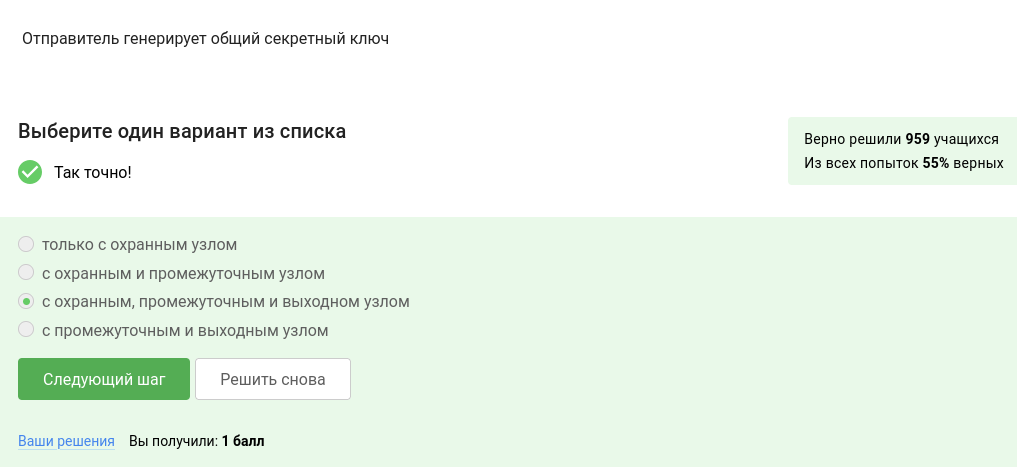 Отправитель генерирует общий секретный ключ
Выберите один вариант из списка
Так точно!
Верно решили 959 учащихся
Из всех попыток 55% верных
только с охранным узлом
с охранным и промежуточным узлом
с охранным, промежуточным и выходном узлом
с промежуточным и выходным узлом
Следующий шаг
Решить снова
Ваши решения Вы получили: 1 балл